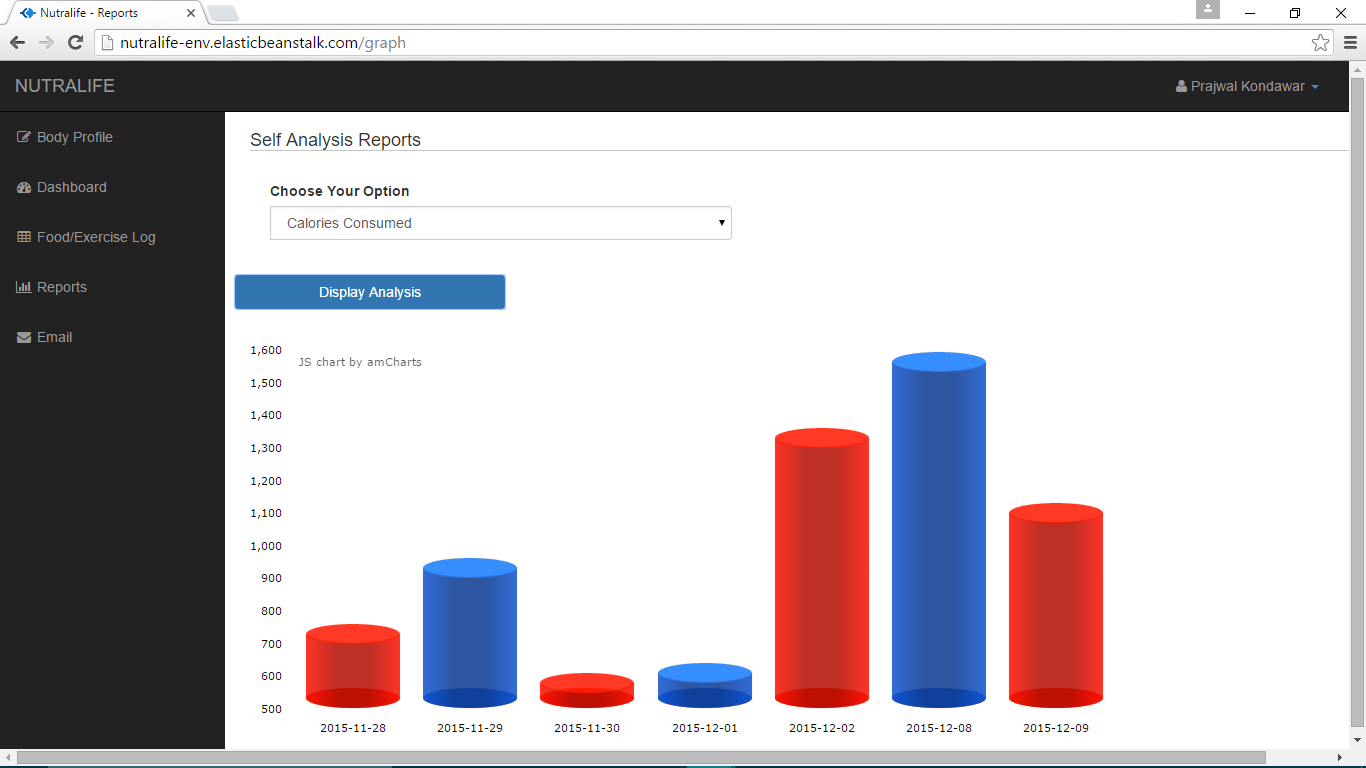 Nutralife - Reports
nutralife-env.elasticbeanstalk.com/graph
NUTRALIFE
Prajwal Kondawar
Body Profile
Dashboard
Food/Exercise Log
Reports
Email
Self Analysis Reports
Choose Your Option
Calories Consumed
Display Analysis
JS chart by amCharts
1,600
1,500
1,400
1,300
1,200
1,100
1,000
900
800
700
600
500
2015-11-28 2015-11-29 2015-11-30 2015-12-01 2015-12-02 2015-12-08 2015-12-09